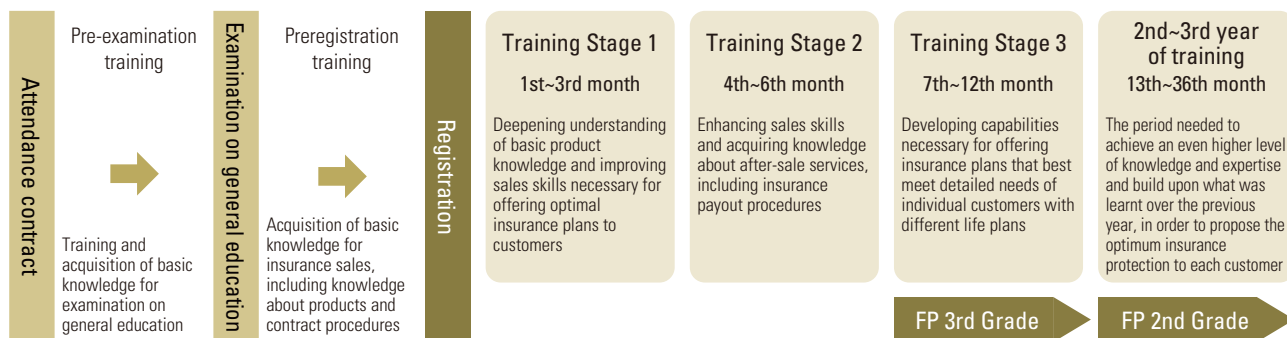 Attendance contract
Pre-examination
training
Training and
acquisition of basic
knowledge for
examination on
general education
Examination on general education
Preregistration
training
Acquisition of basic
knowledge for
insurance sales,
including knowledge
about products and
contract procedures
Registration
Training Stage 1
1st~3rd month
Deepening understanding
of basic product
knowledge and improving
sales skills necessary for
offering optimal
insurance plans to
customers
Training Stage 2
4th~6th month
Enhancing sales skills
and acquiring knowledge
about after-sale services,
including insurance
payout procedures
Training Stage 3
7th~12th month
Developing capabilities
necessary for offering
insurance plans that best
meet detailed needs of
individual customers with
different life plans
2nd~3rd year
of training
13th~36th month
The period needed to
achieve an even higher level
of knowledge and expertise
and build upon what was
learnt over the previous
year, in order to propose the
optimum insurance
protection to each customer
FP 3rd Grade
FP 2nd Grade